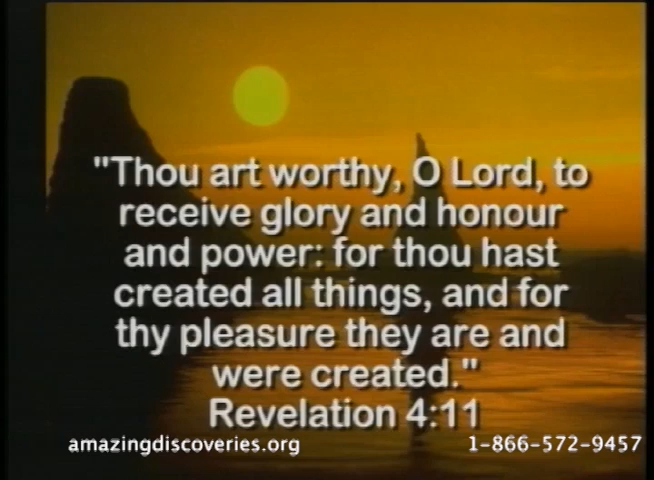 "Thou art worthy, O Lord, to
receive glory and honour
and power: for thou hast
created all things, and for
thy pleasure they are and
were created."
Revelation 4:11
amazingdiscoveries.org 1-866-572-9457